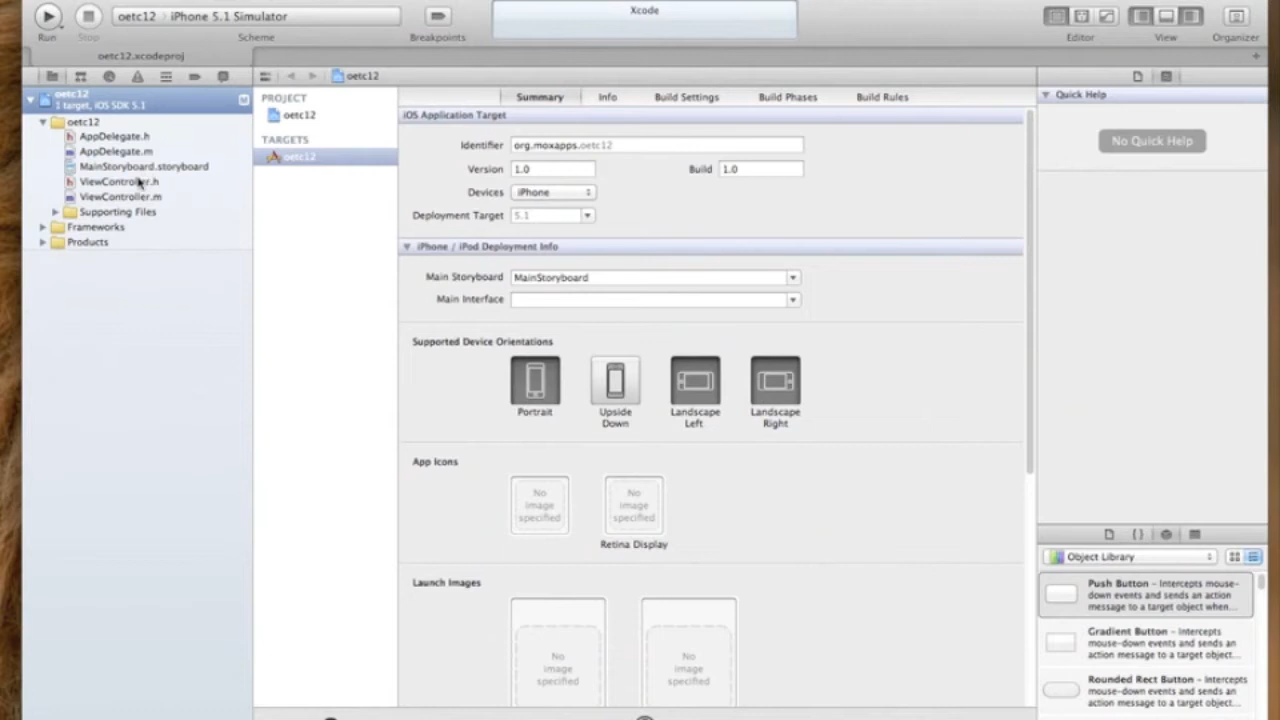 Xcode
oetc12 › iPhone 5.1 Simulator
Run
Stop
Scheme
Breakpoints
Editor
View
Organizer
oetc12.xcodeproj
oetc12
oetc12
1 target, iOS SDK 5.1
M
oetc12
AppDelegate.h
AppDelegate.m
MainStoryboard.storyboard
ViewController.h
ViewController.m
Supporting Files
Frameworks
Products
PROJECT
oetc12
TARGETS
oetc12
Summary
Info
Build Settings
Build Phases
Build Rules
iOS Application Target
Identifier org.moxapps.oetc12
Version 1.0 Build 1.0
Devices iPhone
Deployment Target 5.1
iPhone / iPod Deployment Info
Main Storyboard MainStoryboard
Main Interface
Supported Device Orientations
Portrait
Upside Down
Landscape Left
Landscape Right
App Icons
No image specified
No image specified
Retina Display
Launch Images
No image specified
No image specified
Quick Help
No Quick Help
Object Library
Push Button – Intercepts mouse-
down events and sends an action
message to a target object when...
Gradient Button – Intercepts
mouse-down events and sends an
action message to a target object...
Rounded Rect Button – Intercepts
mouse-down events and sends an
action message to a target object...